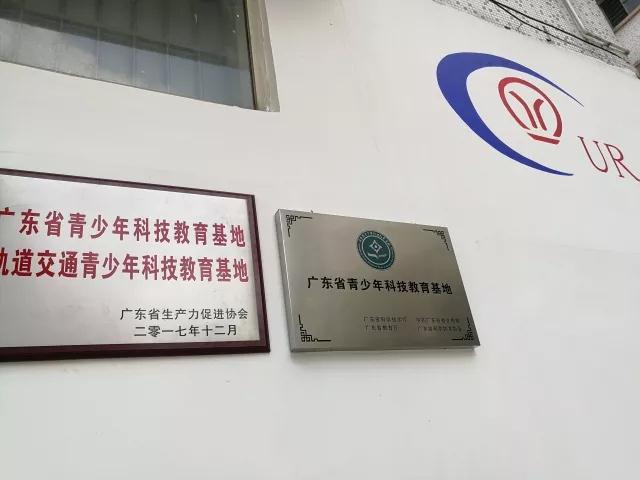 广东省青少年科技教育基地
轨道交通青少年科技教育基地
广东省生产力促进协会
二零一七年十二月
广东省青少年科技教育基地
UR